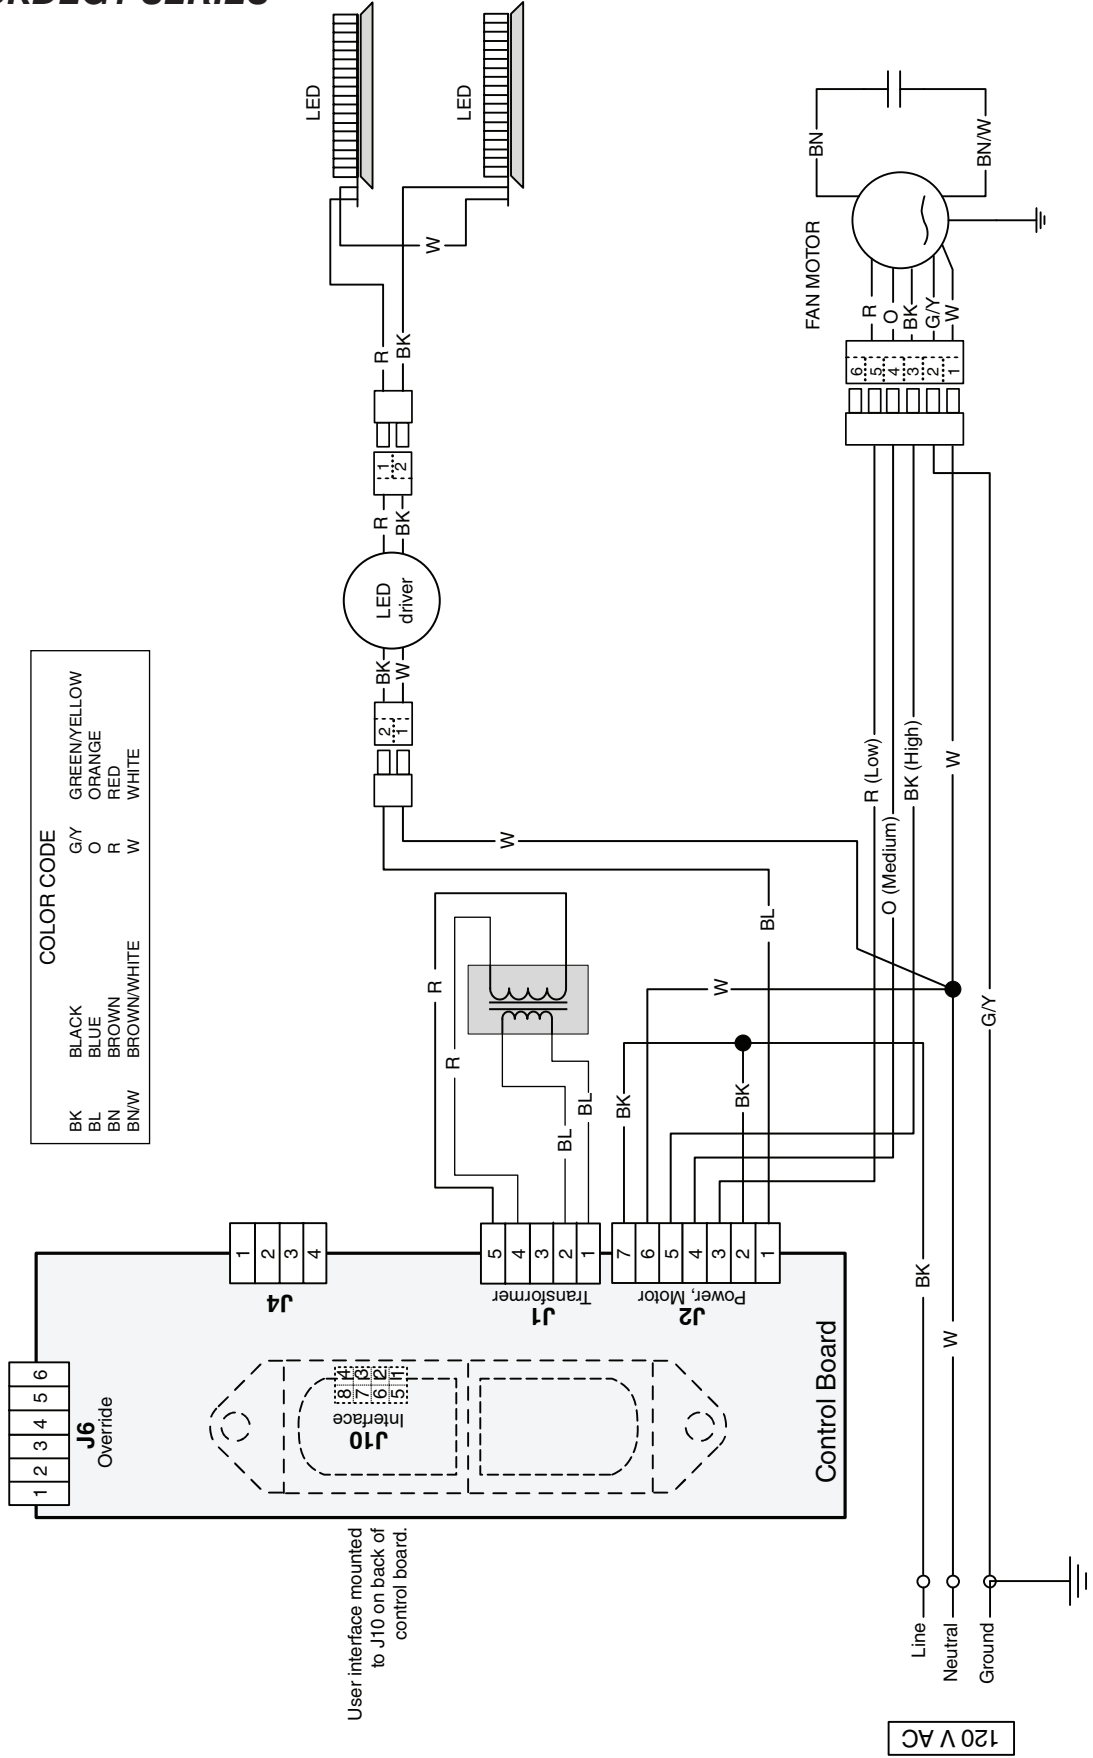 SERIES
COLOR CODE
BK BLACK G/Y GREEN/YELLOW
BL BLUE O ORANGE
BN BROWN R RED
BN/W BROWN/WHITE W WHITE
LED
LED
W
R
BK
1
2
R
BK
LED
driver
BK
W
2
1
W
BL
FAN MOTOR
BN
BN/W
R
O
BK
G/Y
W
6
5
4
3
2
1
R (Low)
O (Medium)
BK (High)
W
G/Y
R
R
BL
BL
W
BK
BK
BK
W
J6
Override
1 2 3 4 5 6
J4
1
2
3
4
J1
Transformer
5
4
3
2
1
J2
Power, Motor
7
6
5
4
3
2
1
J10
Interface
8 4
7 3
6 2
5 1
Control Board
User interface mounted
to J10 on back of
control board.
Line
Neutral
Ground
120 V AC